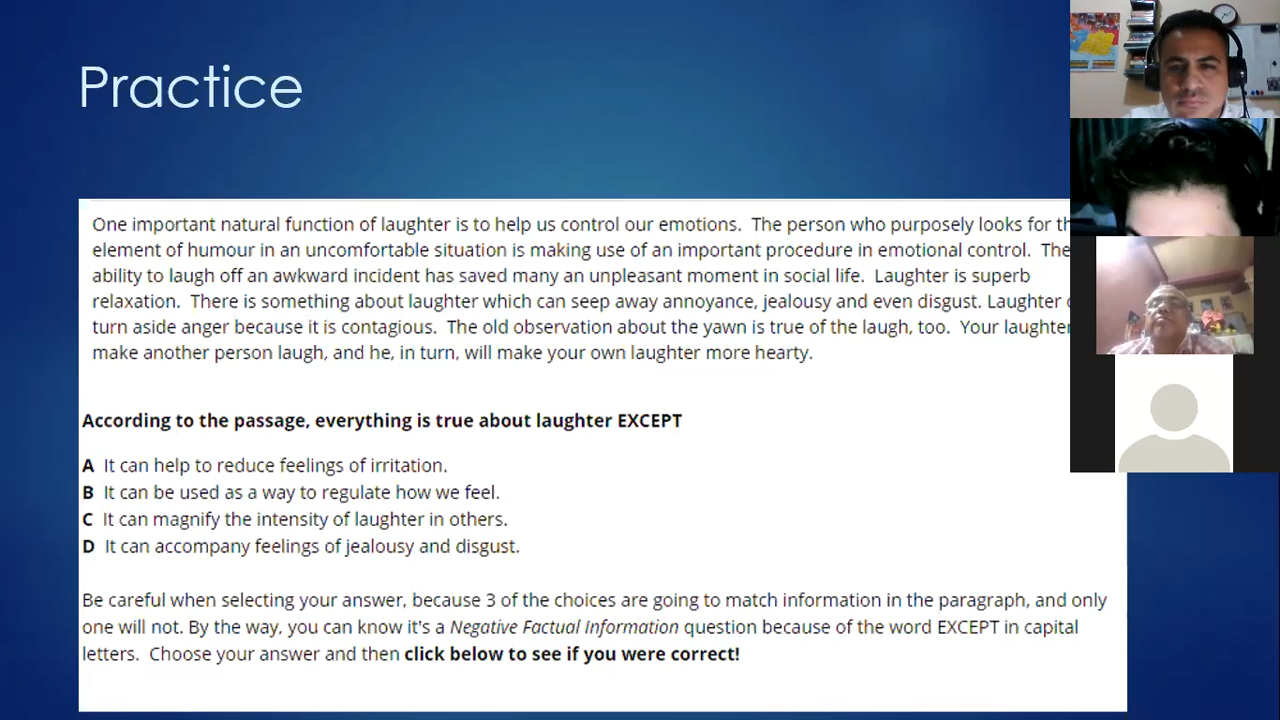 Practice
One important natural function of laughter is to help us control our emotions. The person who purposely looks for
element of humour in an uncomfortable situation is making use of an important procedure in emotional control. The
ability to laugh off an awkward incident has saved many an unpleasant moment in social life. Laughter is superb
relaxation. There is something about laughter which can seep away annoyance, jealousy and even disgust. Laughter
turn aside anger because it is contagious. The old observation about the yawn is true of the laugh, too. Your laughter
make another person laugh, and he, in turn, will make your own laughter more hearty.
According to the passage, everything is true about laughter EXCEPT
A It can help to reduce feelings of irritation.
B It can be used as a way to regulate how we feel.
C It can magnify the intensity of laughter in others.
D It can accompany feelings of jealousy and disgust.
Be careful when selecting your answer, because 3 of the choices are going to match information in the paragraph, and only
one will not. By the way, you can know it's a Negative Factual Information question because of the word EXCEPT in capital
letters. Choose your answer and then click below to see if you were correct!